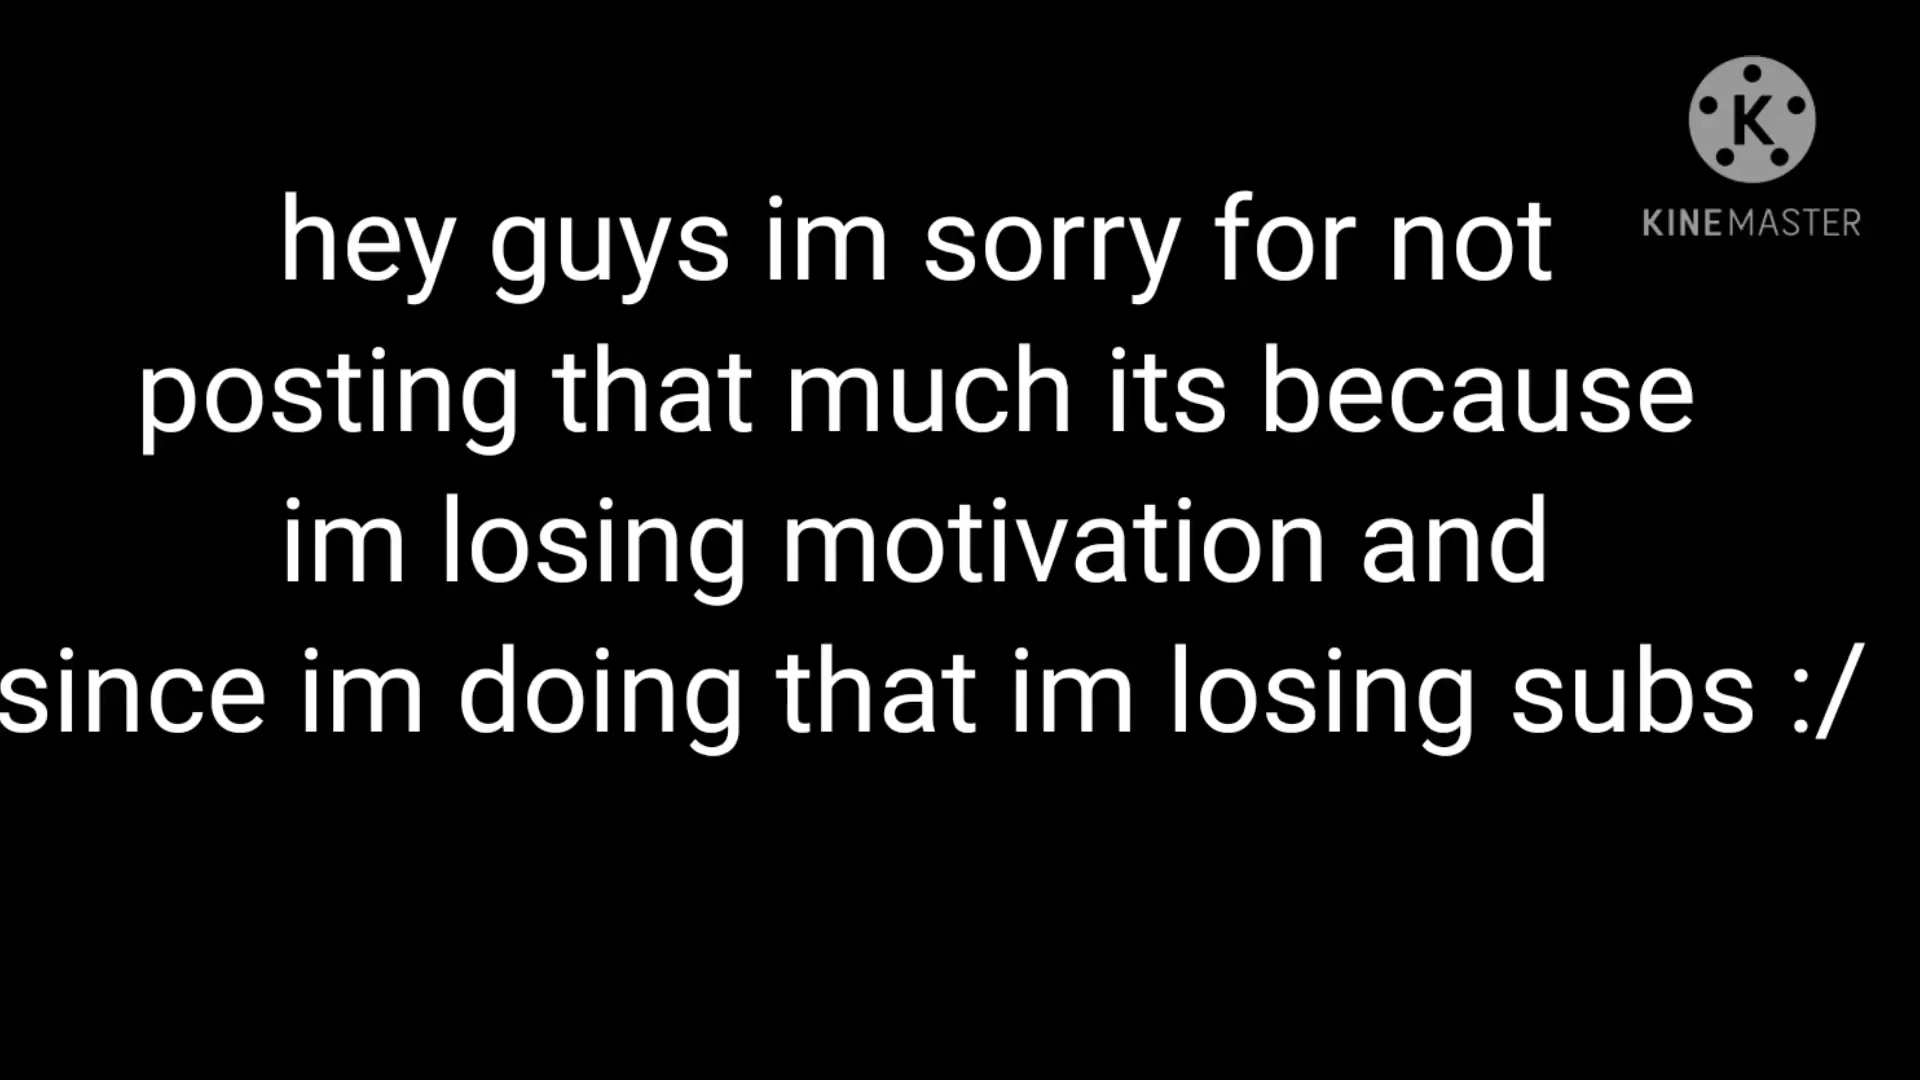 K
KINEMASTER
hey guys im sorry for not
posting that much its because
im losing motivation and
since im doing that im losing subs :/